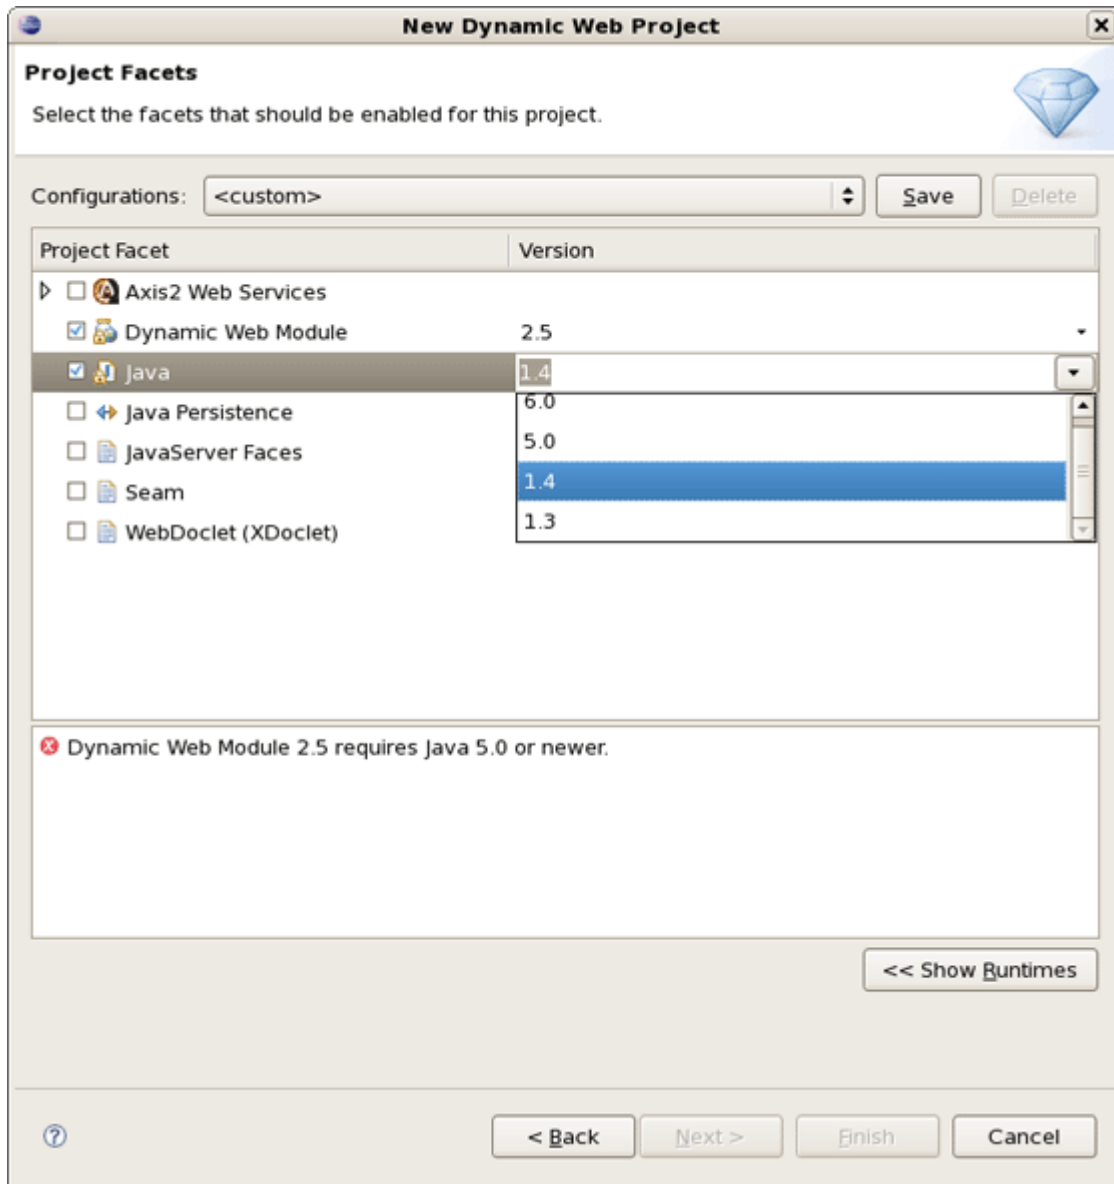 New Dynamic Web Project
Project Facets
Select the facets that should be enabled for this project.
Configurations: <custom> Save Delete
Project Facet Version
Axis2 Web Services
Dynamic Web Module 2.5
Java 1.4
Java Persistence 6.0
JavaServer Faces 5.0
Seam 1.4
WebDoclet (XDoclet) 1.3
Dynamic Web Module 2.5 requires Java 5.0 or newer.
<< Show Runtimes
< Back Next > Finish Cancel